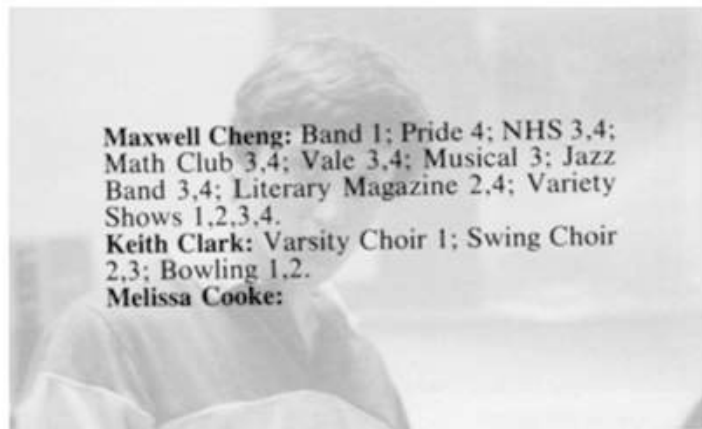 Maxwell Cheng: Band 1; Pride 4; NHS 3,4;
Math Club 3,4; Vale 3,4; Musical 3; Jazz
Band 3,4; Literary Magazine 2,4; Variety
Shows 1,2,3,4.
Keith Clark: Varsity Choir 1; Swing Choir
2,3; Bowling 1,2.
Melissa Cooke: